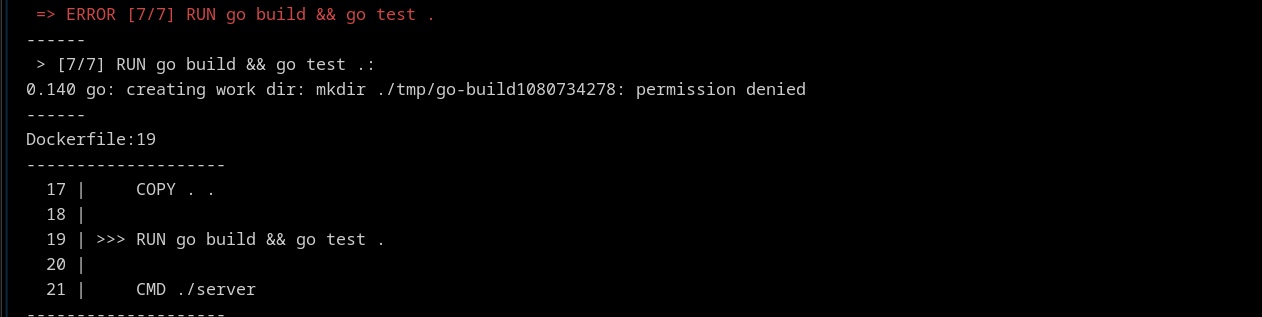 => ERROR [7/7] RUN go build && go test .
------
> [7/7] RUN go build && go test .:
0.140 go: creating work dir: mkdir ./tmp/go-build1080734278: permission denied
------
Dockerfile:19
--------------------
17 |     COPY . .
18 |
19 | >>> RUN go build && go test .
20 |
21 |     CMD ./server
--------------------